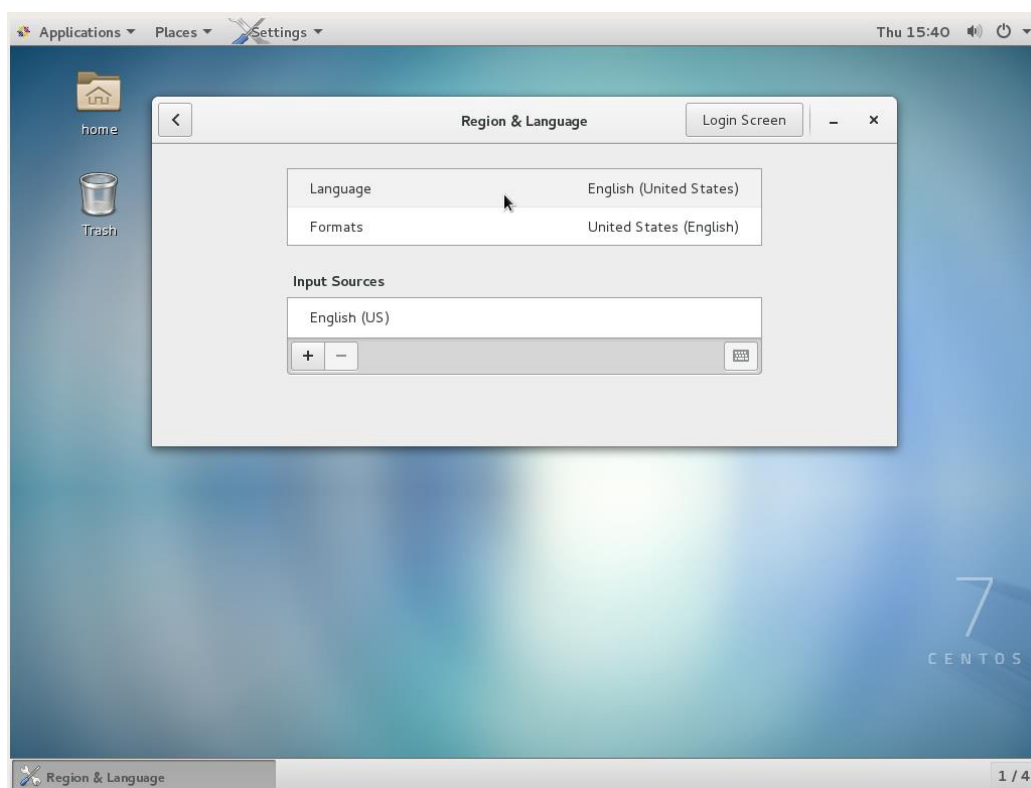 Applications Places Settings Thu 15:40
home
Trash
Region & Language Login Screen
Language English (United States)
Formats United States (English)
Input Sources
English (US)
7
CENTOS
Region & Language 1 / 4